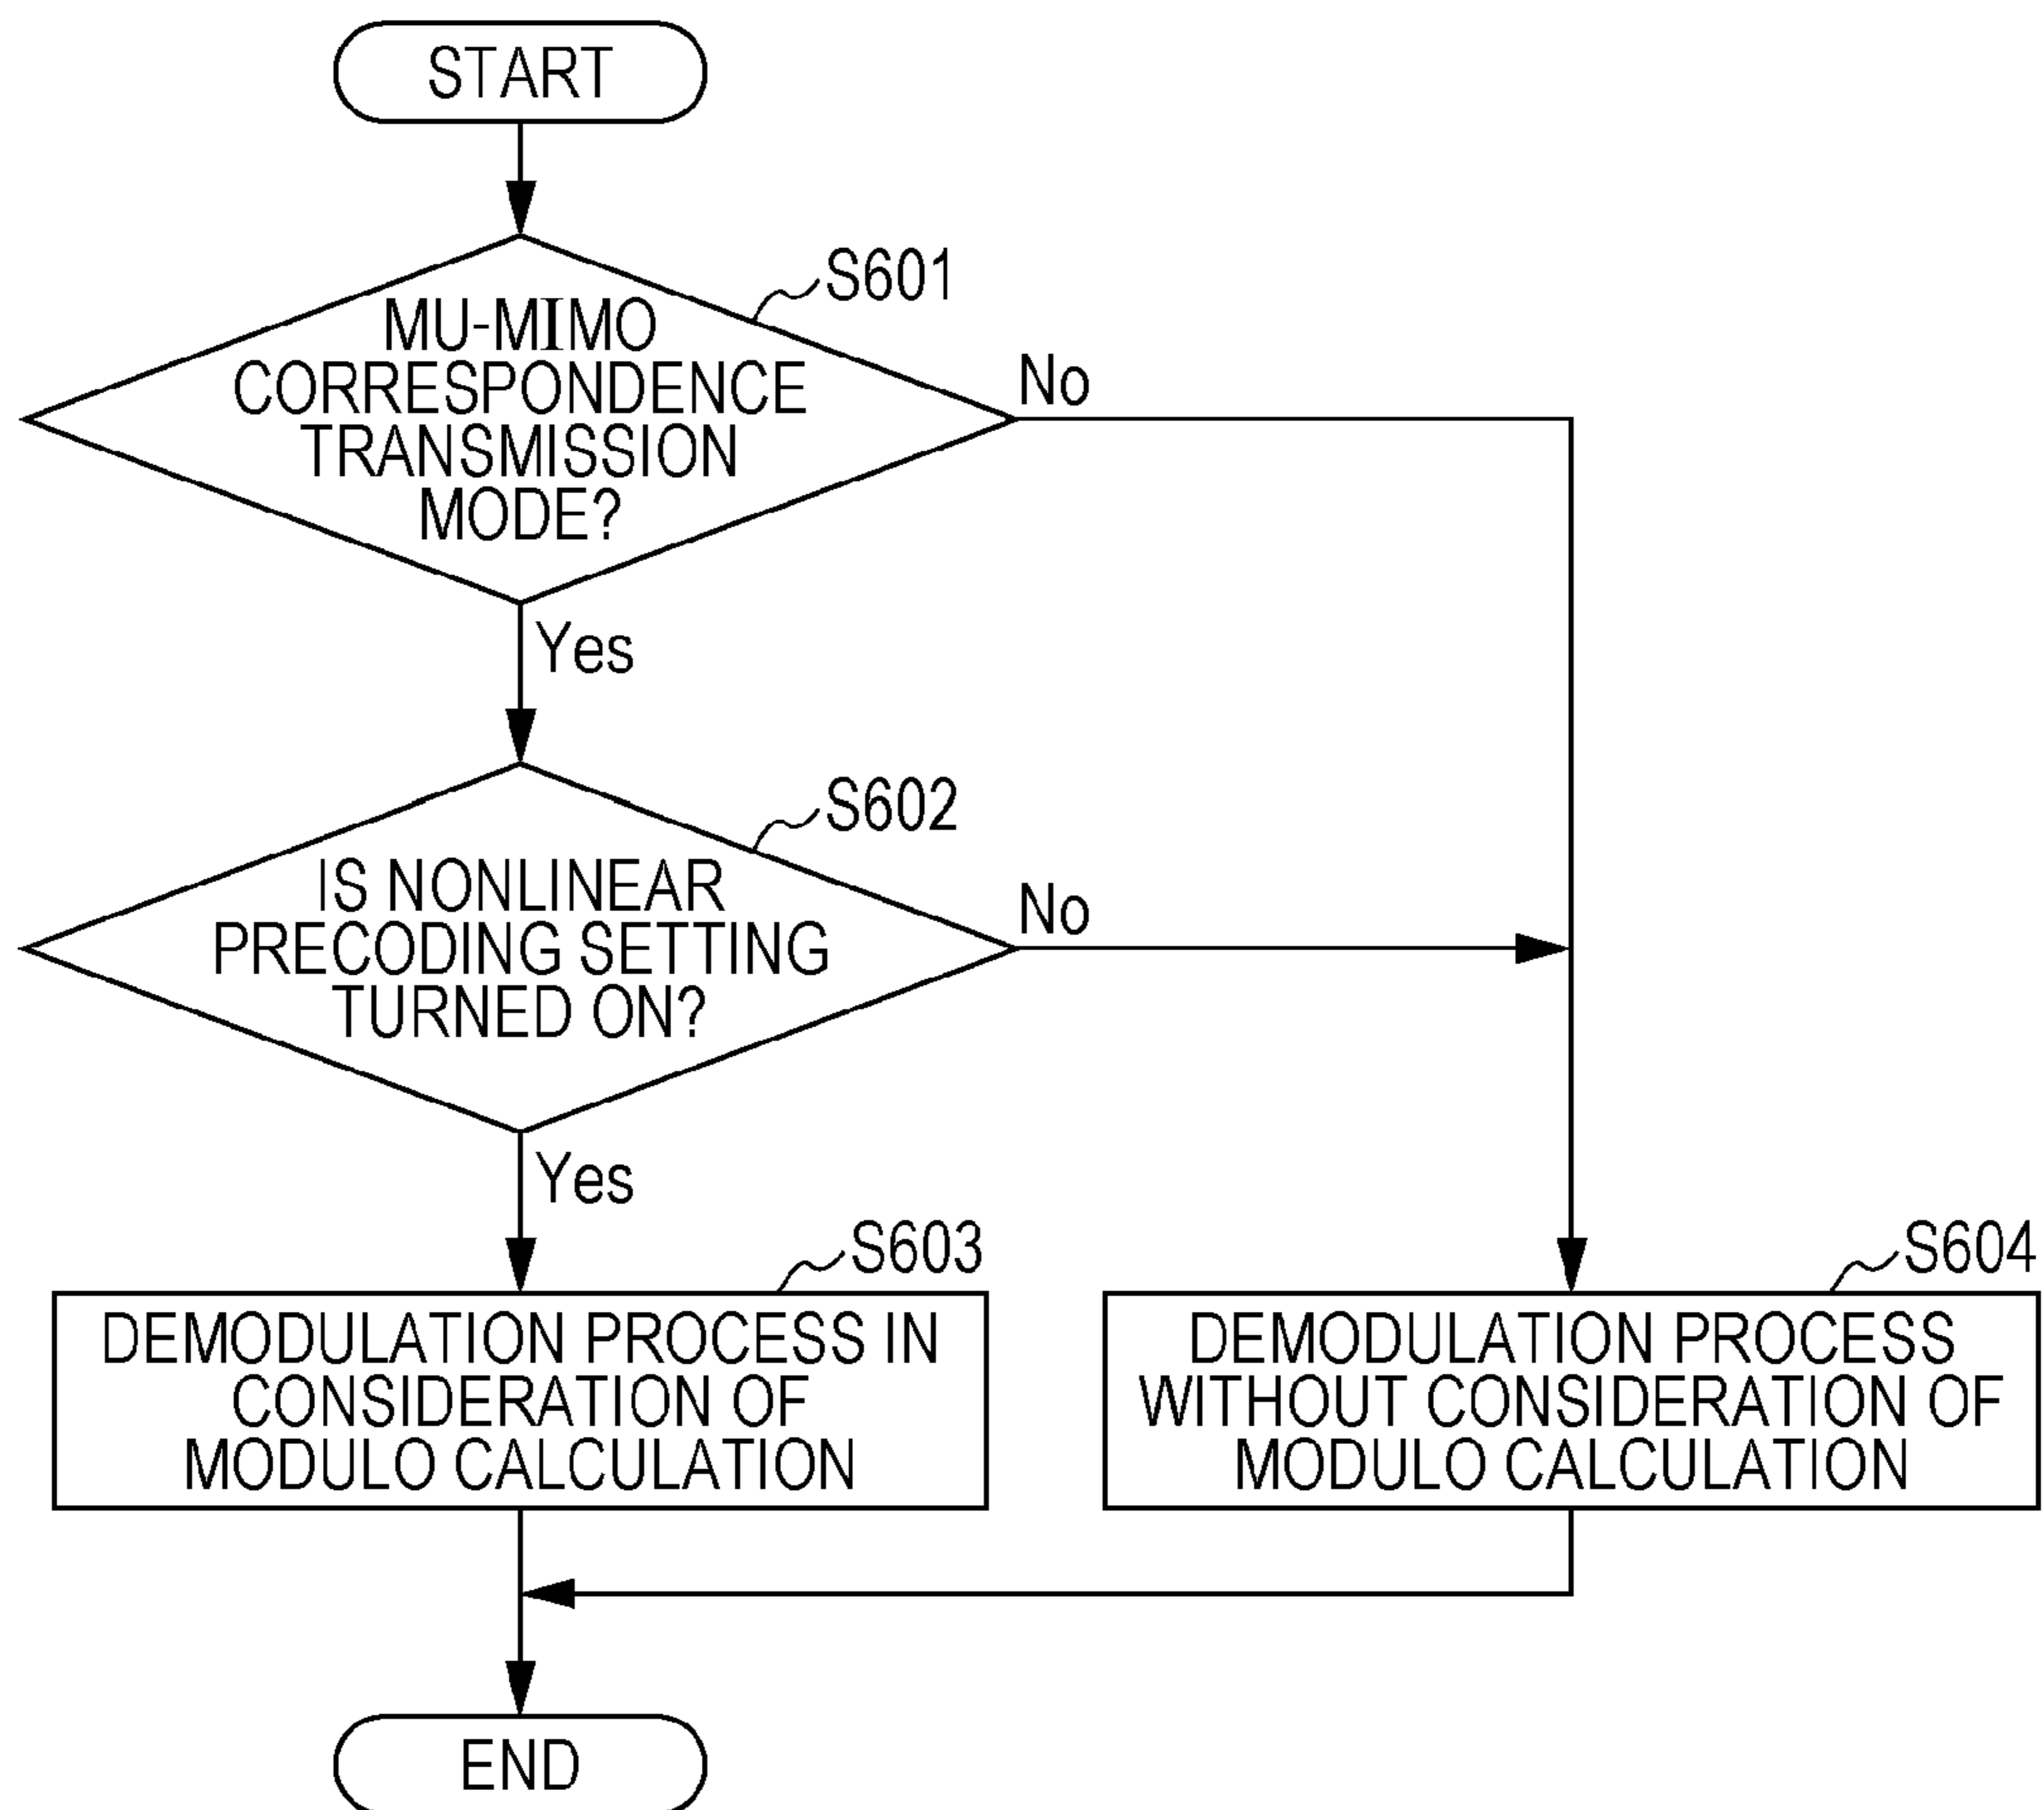 START
S601
MU-MIMO
CORRESPONDENCE
TRANSMISSION
MODE?
No
Yes
S602
IS NONLINEAR
PRECODING SETTING
TURNED ON?
No
Yes
S603
DEMODULATION PROCESS IN
CONSIDERATION OF
MODULO CALCULATION
S604
DEMODULATION PROCESS
WITHOUT CONSIDERATION OF
MODULO CALCULATION
END